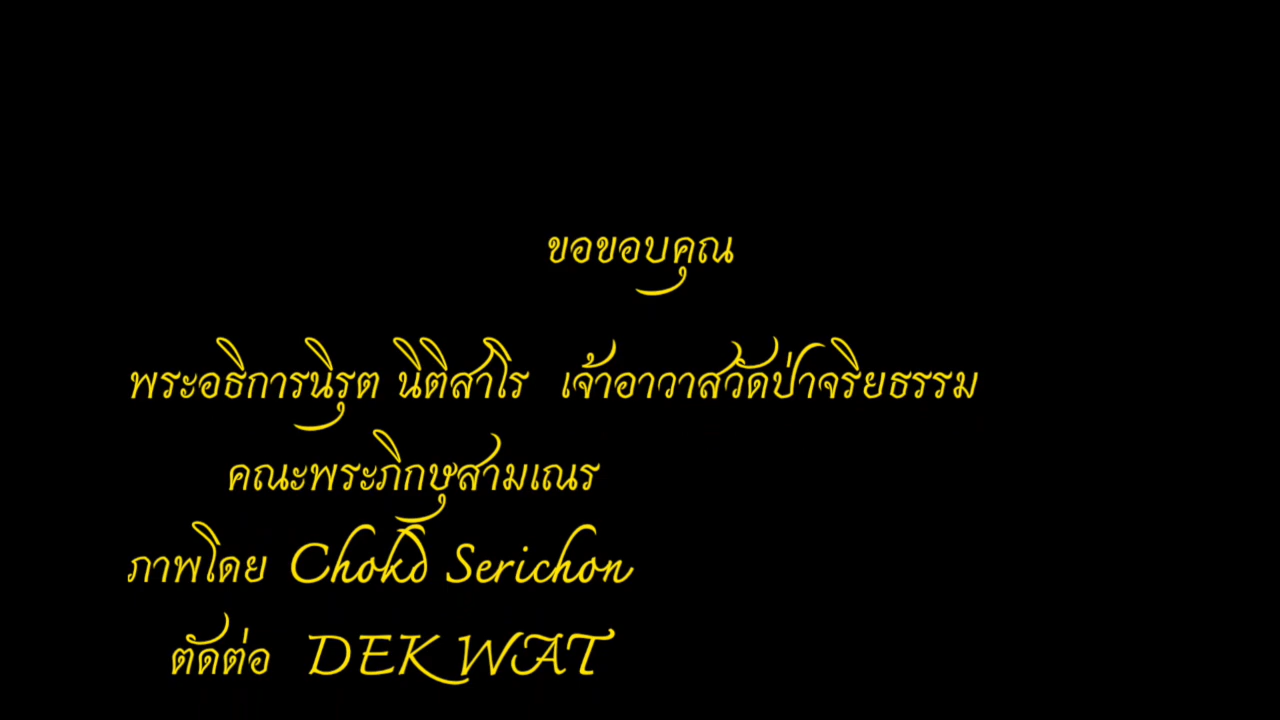 ขอขอบคุณ
พระอธิการนิรุต นิติสาโร เจ้าอาวาสวัดป่าจริยธรรม
คณะพระภิกษุสามเณร
ภาพโดย Choko Serichon
ตัดต่อ DEK WAT